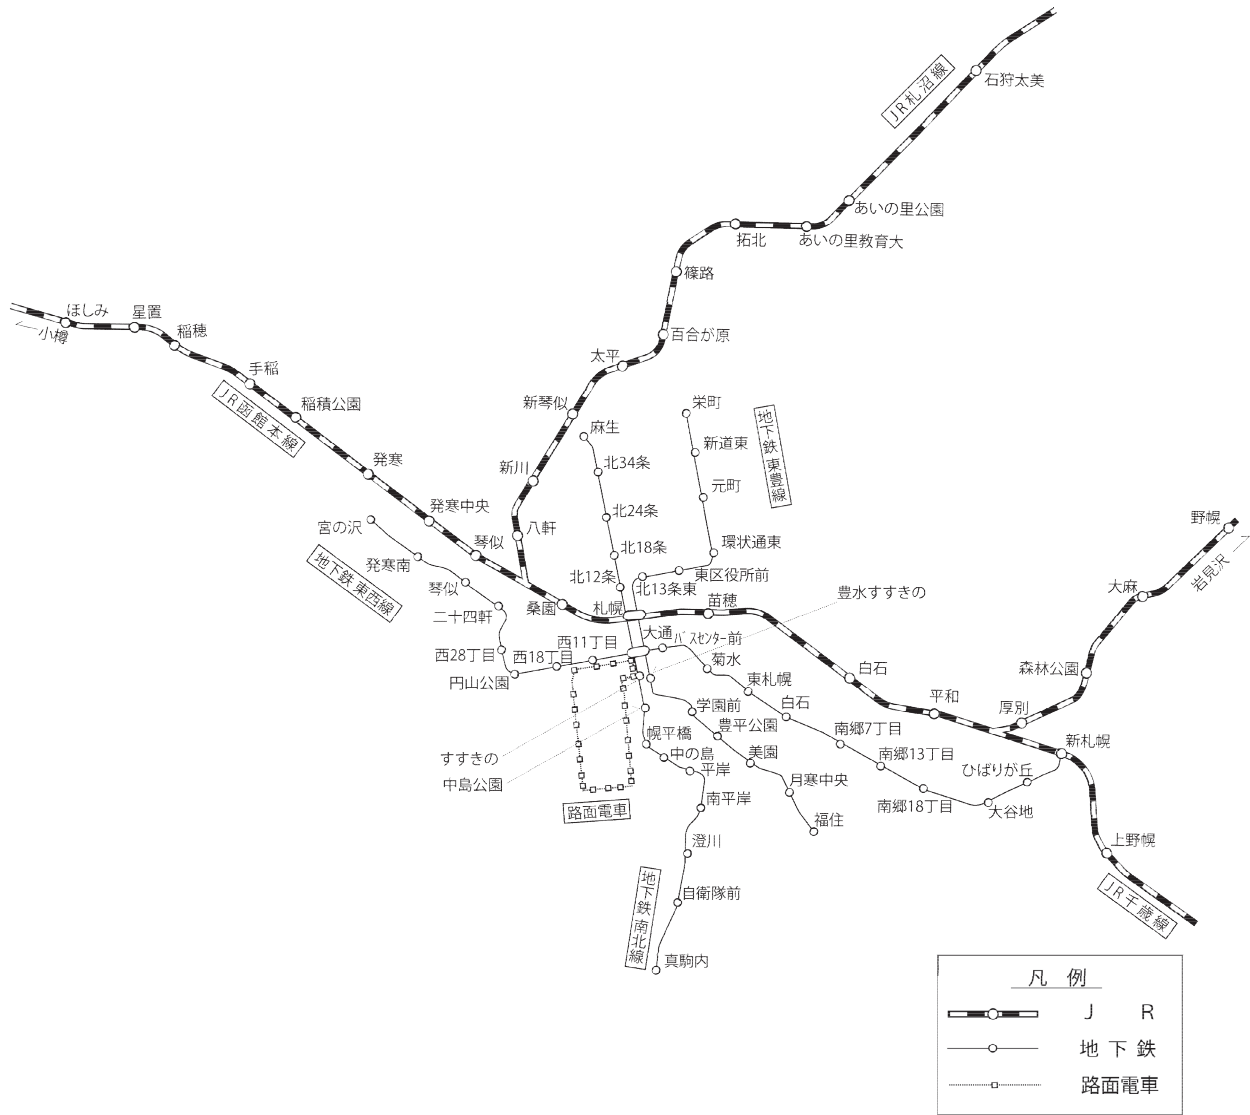 石狩太美
JR札沼線
あいの里公園
拓北
あいの里教育大
篠路
ほしみ
星置
小樽
稲穂
百合が原
太平
手稲
JR函館本線
稲積公園
新琴似
栄町
地下鉄東豊線
麻生
新道東
発寒
新川
北34条
元町
発寒中央
北24条
宮の沢
八軒
野幌
琴似
北18条
環状通東
地下鉄東西線
発寒南
北12条
東区役所前
岩見沢
琴似
北13条東
大麻
豊水すすきの
二十四軒
桑園
札幌
苗穂
大通
バスセンター前
西28丁目
西18丁目
西11丁目
菊水
白石
森林公園
円山公園
東札幌
平和
厚別
学園前
白石
豊平公園
南郷7丁目
幌平橋
新札幌
すすきの
中の島
美園
南郷13丁目
ひばりが丘
中島公園
平岸
月寒中央
南平岸
南郷18丁目
大谷地
路面電車
福住
澄川
上野幌
地下鉄南北線
自衛隊前
JR千歳線
真駒内
凡例
JR
地下鉄
路面電車